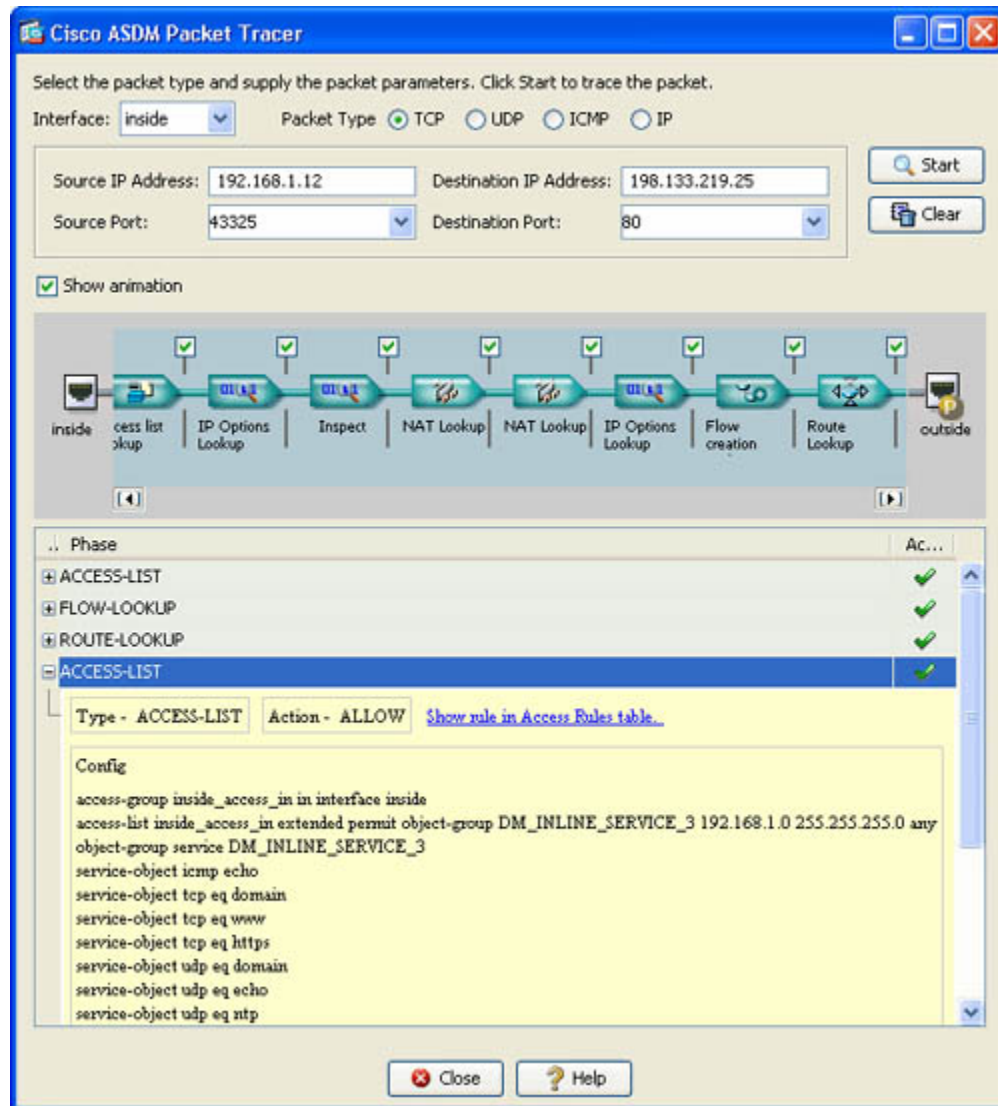 Cisco ASDM Packet Tracer
Select the packet type and supply the packet parameters. Click Start to trace the packet.
Interface: inside Packet Type TCP UDP ICMP IP
Source IP Address: 192.168.1.12 Destination IP Address: 198.133.219.25 Start
Source Port: 43325 Destination Port: 80 Clear
Show animation
inside cess list okup IP Options Lookup Inspect NAT Lookup NAT Lookup IP Options Lookup Flow creation Route Lookup outside
.. Phase Ac...
ACCESS-LIST
FLOW-LOOKUP
ROUTE-LOOKUP
ACCESS-LIST
Type - ACCESS-LIST Action - ALLOW Show rule in Access Rules table..
Config
access-group inside_access_in in interface inside
access-list inside_access_in extended permit object-group DM_INLINE_SERVICE_3 192.168.1.0 255.255.255.0 any
object-group service DM_INLINE_SERVICE_3
service-object icmp echo
service-object tcp eq domain
service-object tcp eq www
service-object tcp eq https
service-object udp eq domain
service-object udp eq echo
service-object udp eq ntp
Close Help